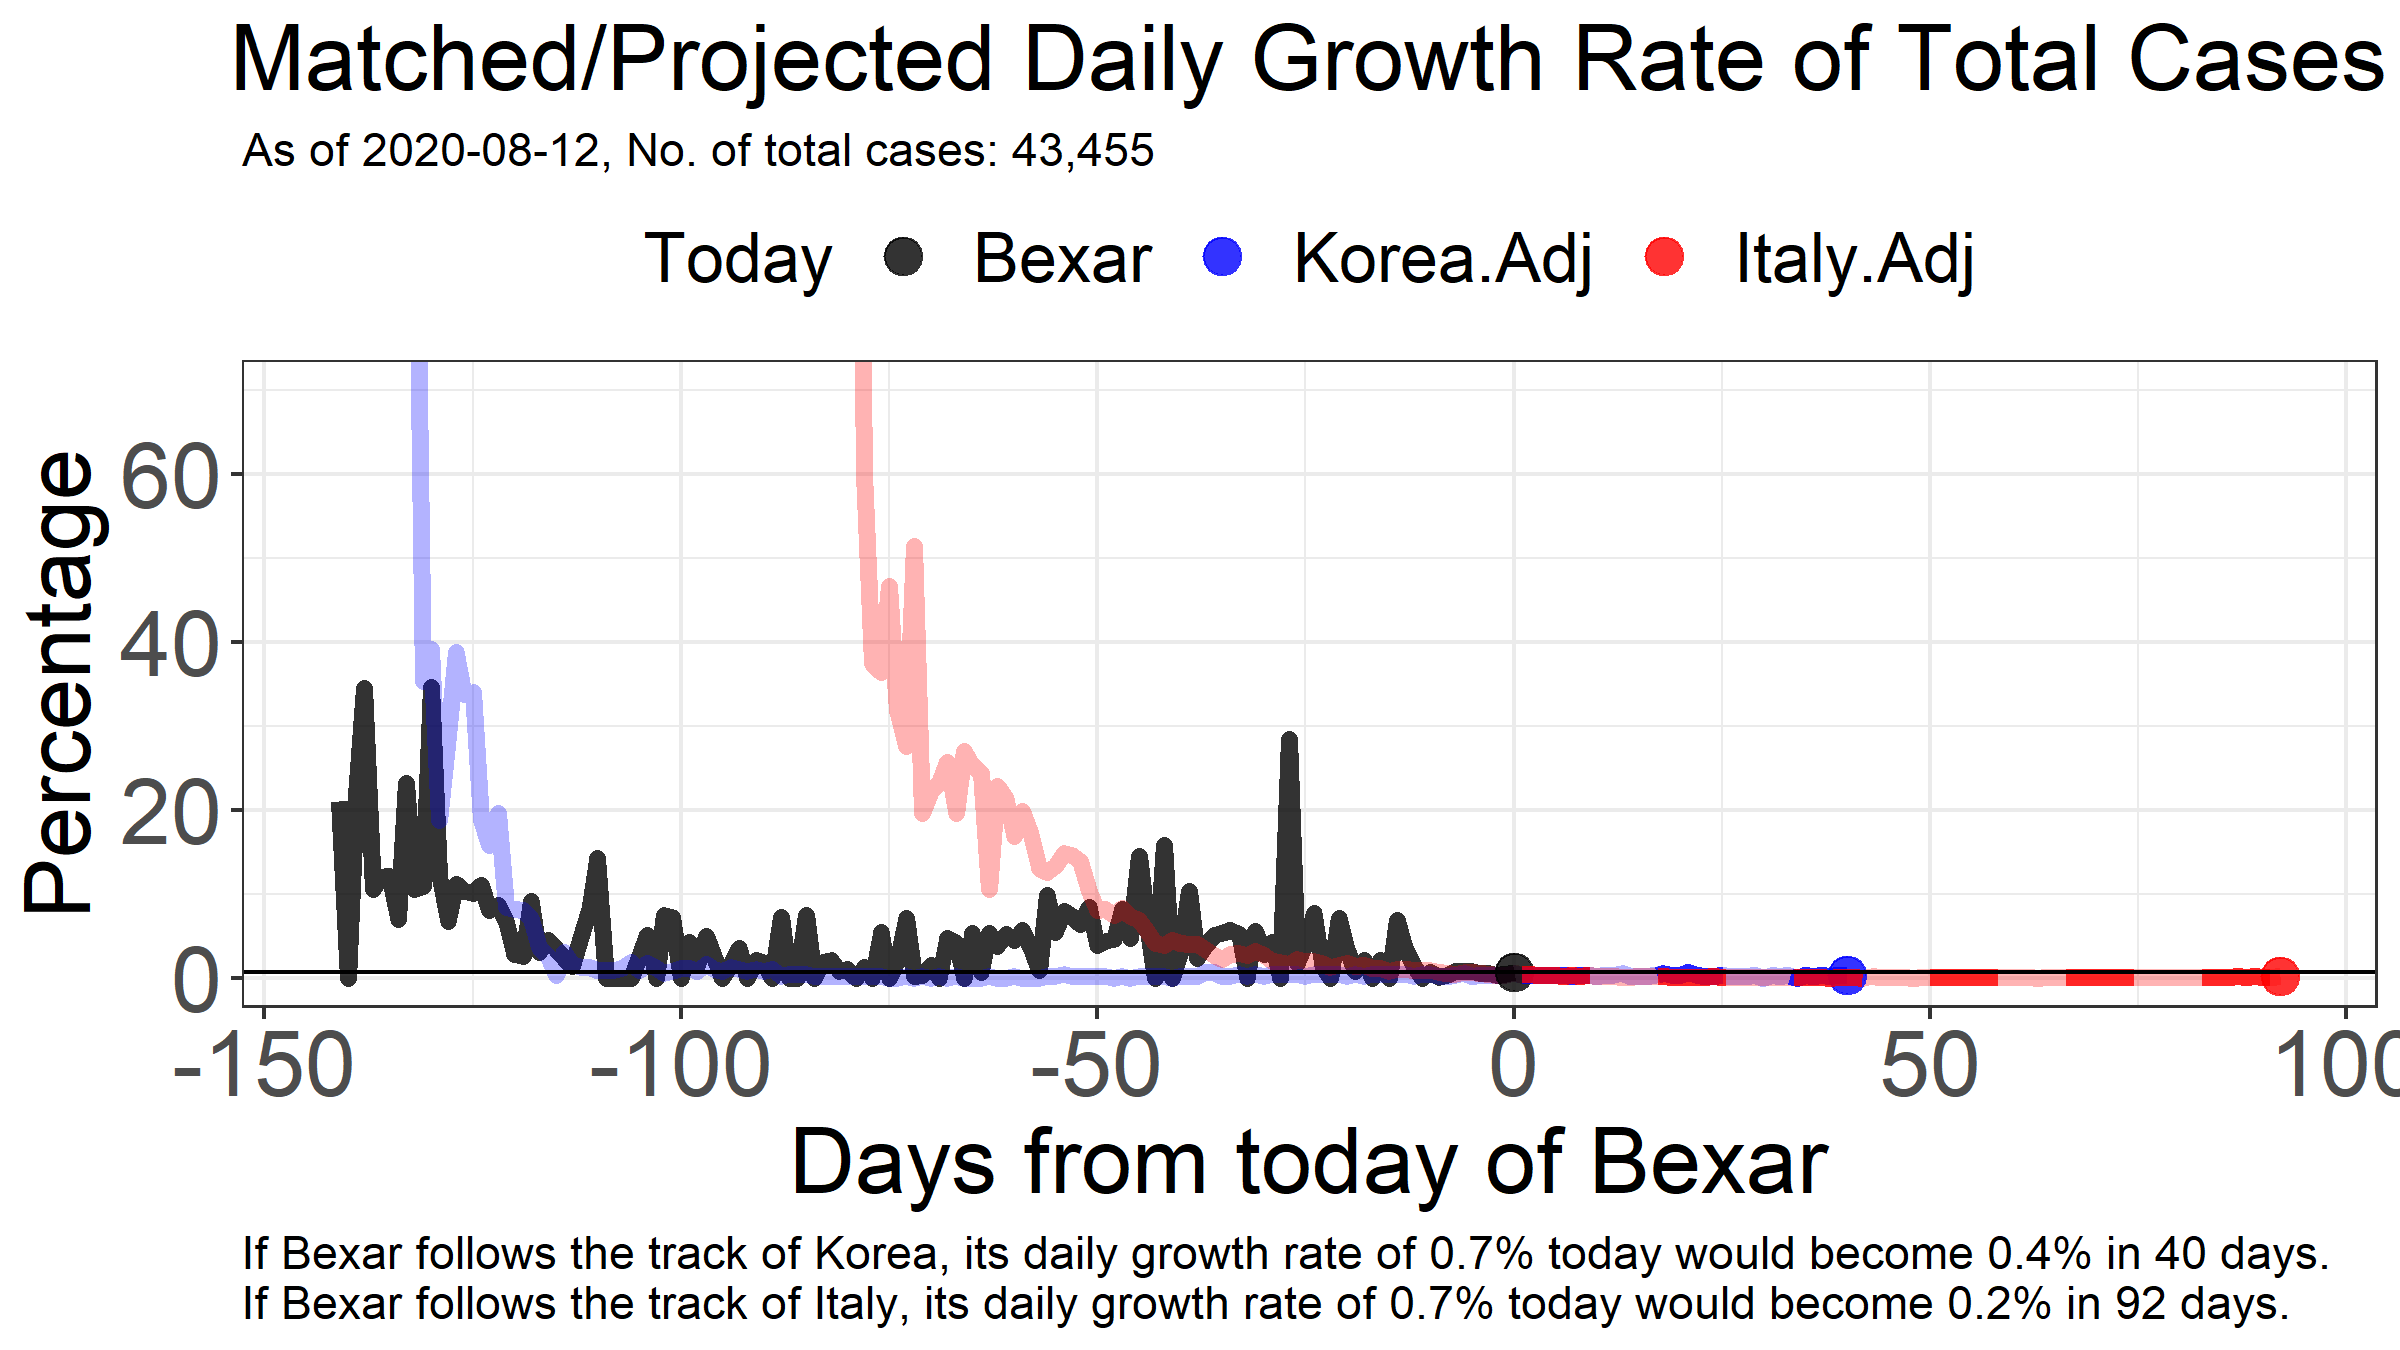 Matched/Projected Daily Growth Rate of Total Cases
As of 2020-08-12, No. of total cases: 43,455
Today Bexar Korea.Adj Italy.Adj
Percentage
60
40
20
0
-150 -100 -50 0 50 100
Days from today of Bexar
If Bexar follows the track of Korea, its daily growth rate of 0.7% today would become 0.4% in 40 days.
If Bexar follows the track of Italy, its daily growth rate of 0.7% today would become 0.2% in 92 days.